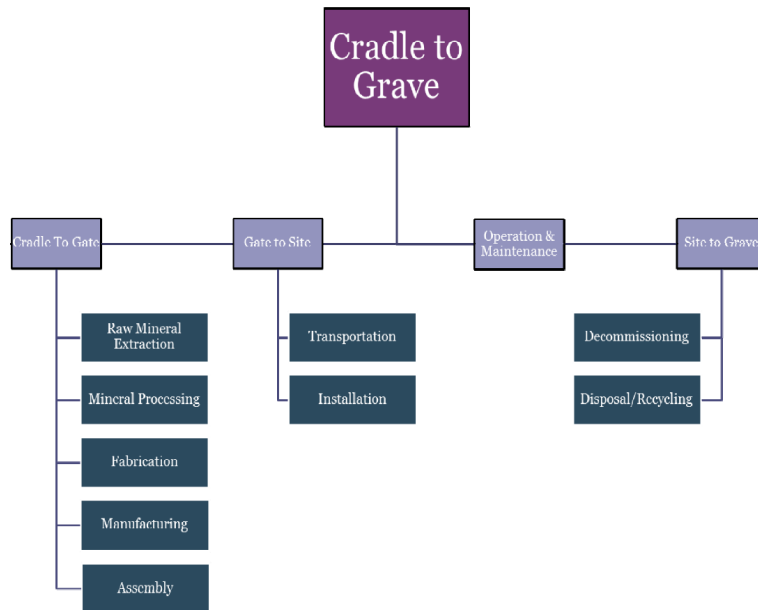 Cradle to
Grave
Cradle To Gate
Gate to Site
Operation &
Maintenance
Site to Grave
Raw Mineral
Extraction
Mineral Processing
Fabrication
Manufacturing
Assembly
Transportation
Installation
Decommissioning
Disposal/Recycling